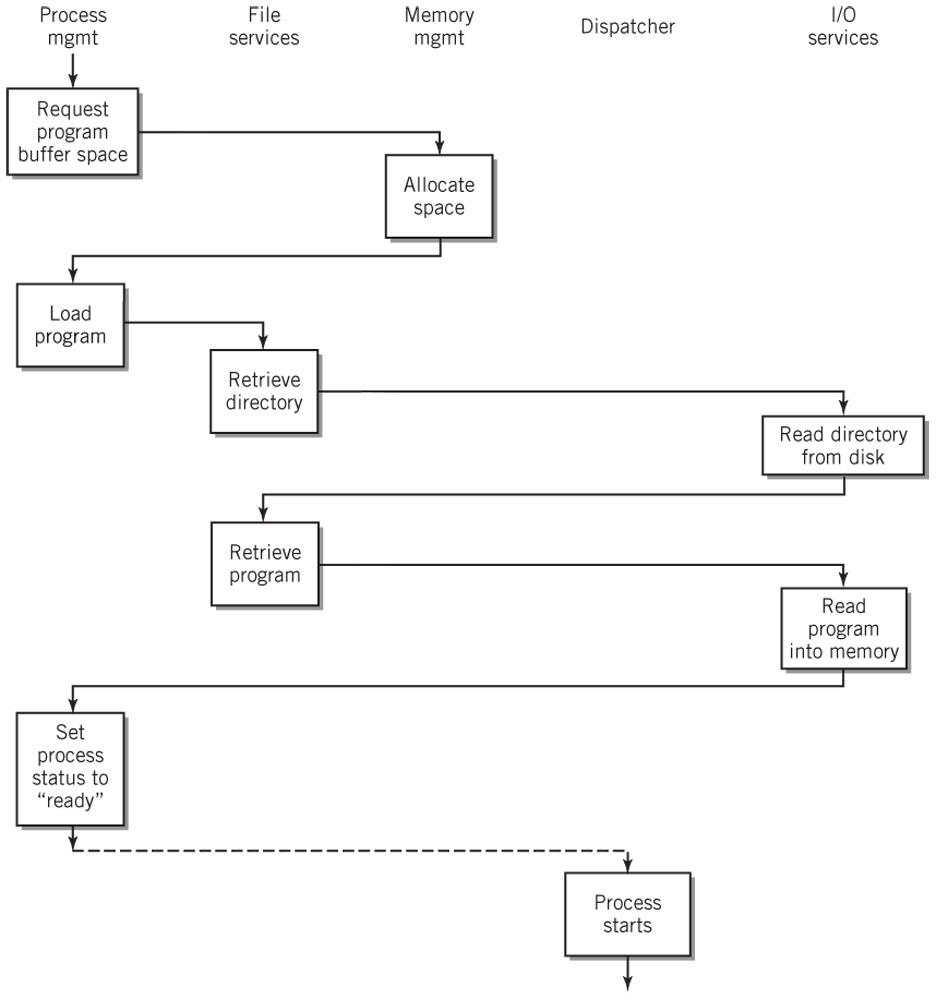 Process
mgmt
File
services
Memory
mgmt
Dispatcher
I/O
services
Request
program
buffer space
Allocate
space
Load
program
Retrieve
directory
Read directory
from disk
Retrieve
program
Read
program
into memory
Set
process
status to
“ready”
Process
starts